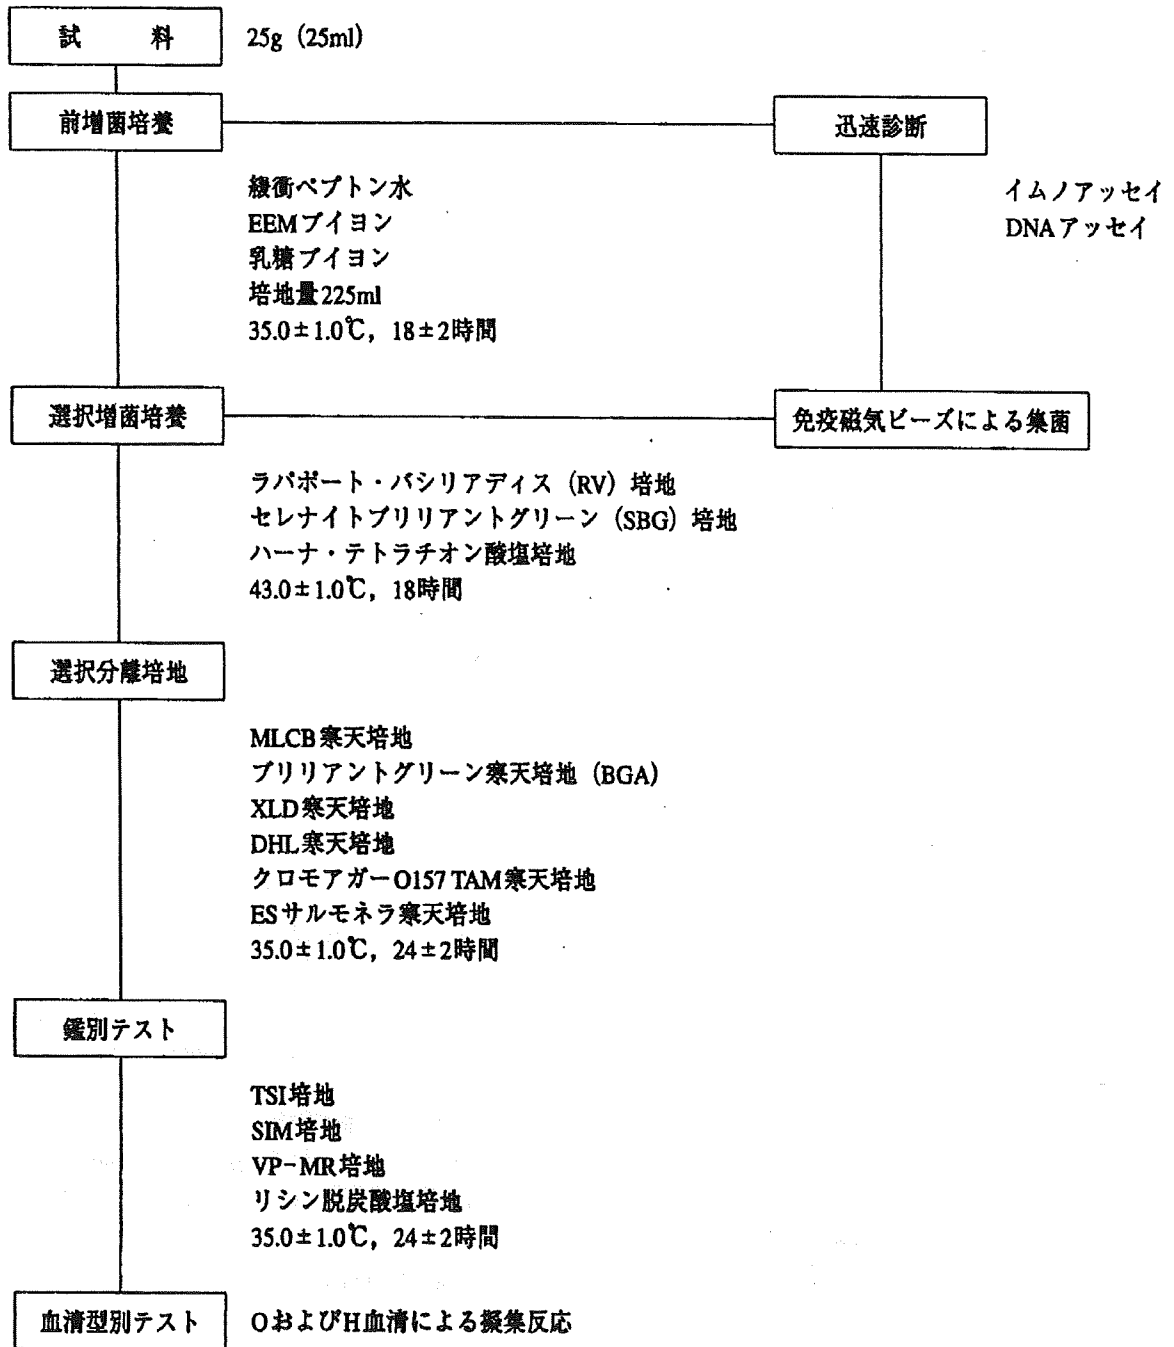 試 料 25g (25ml)
前増菌培養 迅速診断
緩衝ペプトン水
EEMブイヨン
乳糖ブイヨン
培地量225ml
35.0±1.0℃, 18±2時間
イムノアッセイ
DNAアッセイ
選択増菌培養 免疫磁気ビーズによる集菌
ラパポート・バシリアディス (RV) 培地
セレナイトブリリアントグリーン (SBG) 培地
ハーナ・テトラチオン酸塩培地
43.0±1.0℃, 18時間
選択分離培地
MLCB寒天培地
ブリリアントグリーン寒天培地 (BGA)
XLD寒天培地
DHL寒天培地
クロモアガーO157 TAM寒天培地
ESサルモネラ寒天培地
35.0±1.0℃, 24±2時間
鑑別テスト
TSI培地
SIM培地
VP-MR培地
リシン脱炭酸塩培地
35.0±1.0℃, 24±2時間
血清型別テスト OおよびH血清による擬集反応